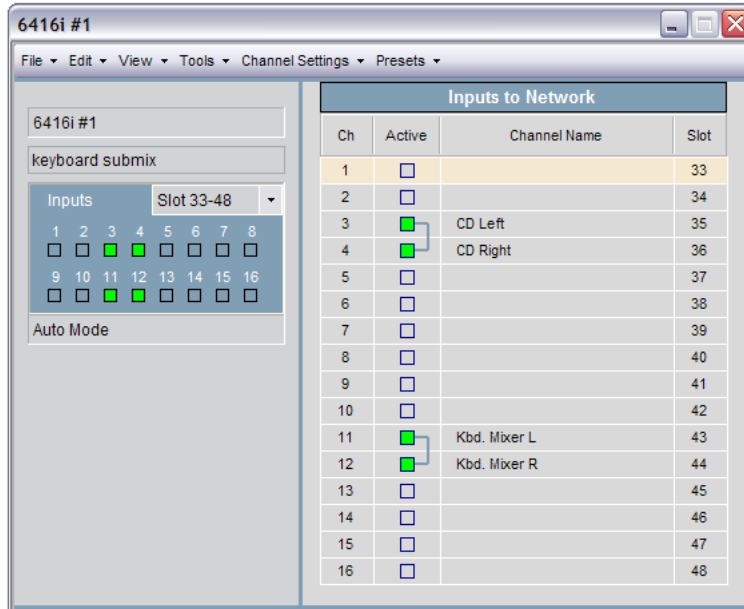 6416i #1
File Edit View Tools Channel Settings Presets
6416i #1
keyboard submix
Inputs Slot 33-48
1 2 3 4 5 6 7 8
9 10 11 12 13 14 15 16
Auto Mode
Inputs to Network
Ch Active Channel Name Slot
1 33
2 34
3 CD Left 35
4 CD Right 36
5 37
6 38
7 39
8 40
9 41
10 42
11 Kbd. Mixer L 43
12 Kbd. Mixer R 44
13 45
14 46
15 47
16 48